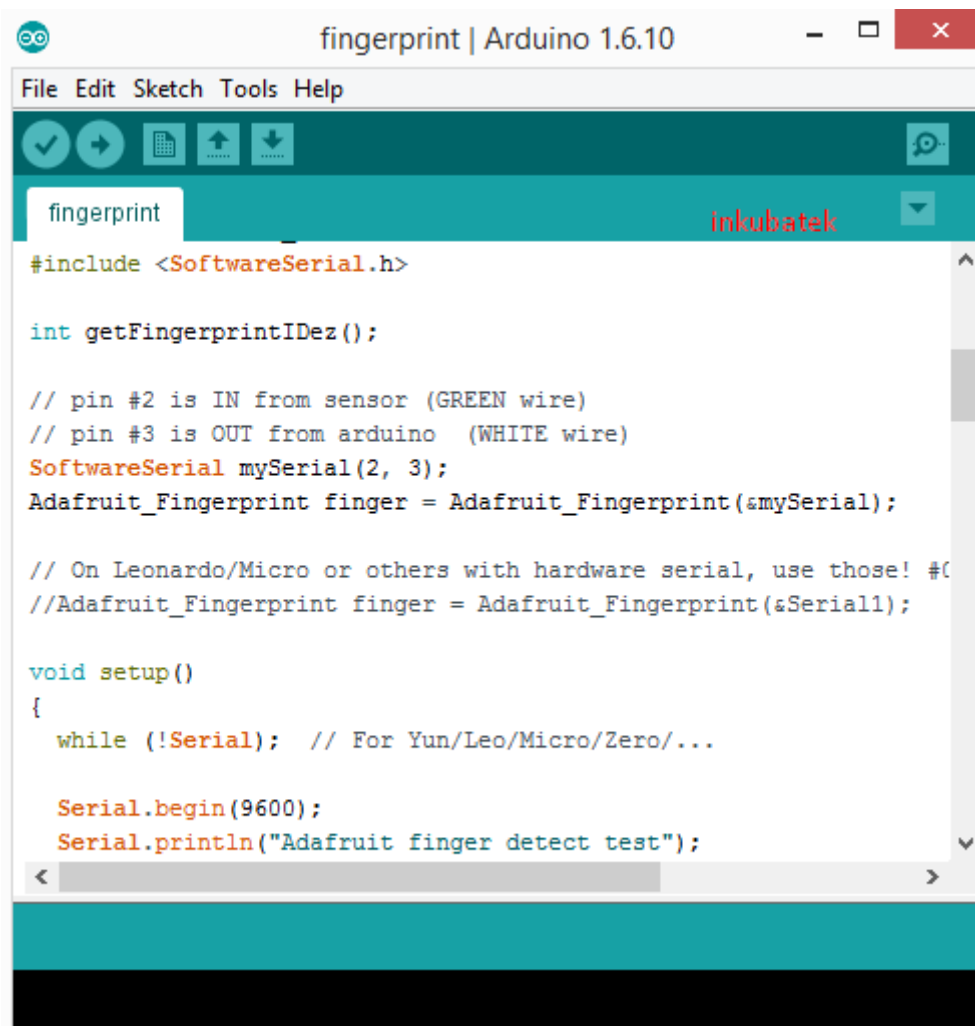 fingerprint | Arduino 1.6.10
File Edit Sketch Tools Help
fingerprint
inkubatek
#include <SoftwareSerial.h>
int getFingerprintIDez();
// pin #2 is IN from sensor (GREEN wire)
// pin #3 is OUT from arduino  (WHITE wire)
SoftwareSerial mySerial(2, 3);
Adafruit_Fingerprint finger = Adafruit_Fingerprint(&mySerial);
// On Leonardo/Micro or others with hardware serial, use those!
//Adafruit_Fingerprint finger = Adafruit_Fingerprint(&Serial1);
void setup()
{
  while (!Serial);  // For Yun/Leo/Micro/Zero/...
  Serial.begin(9600);
  Serial.println("Adafruit finger detect test");